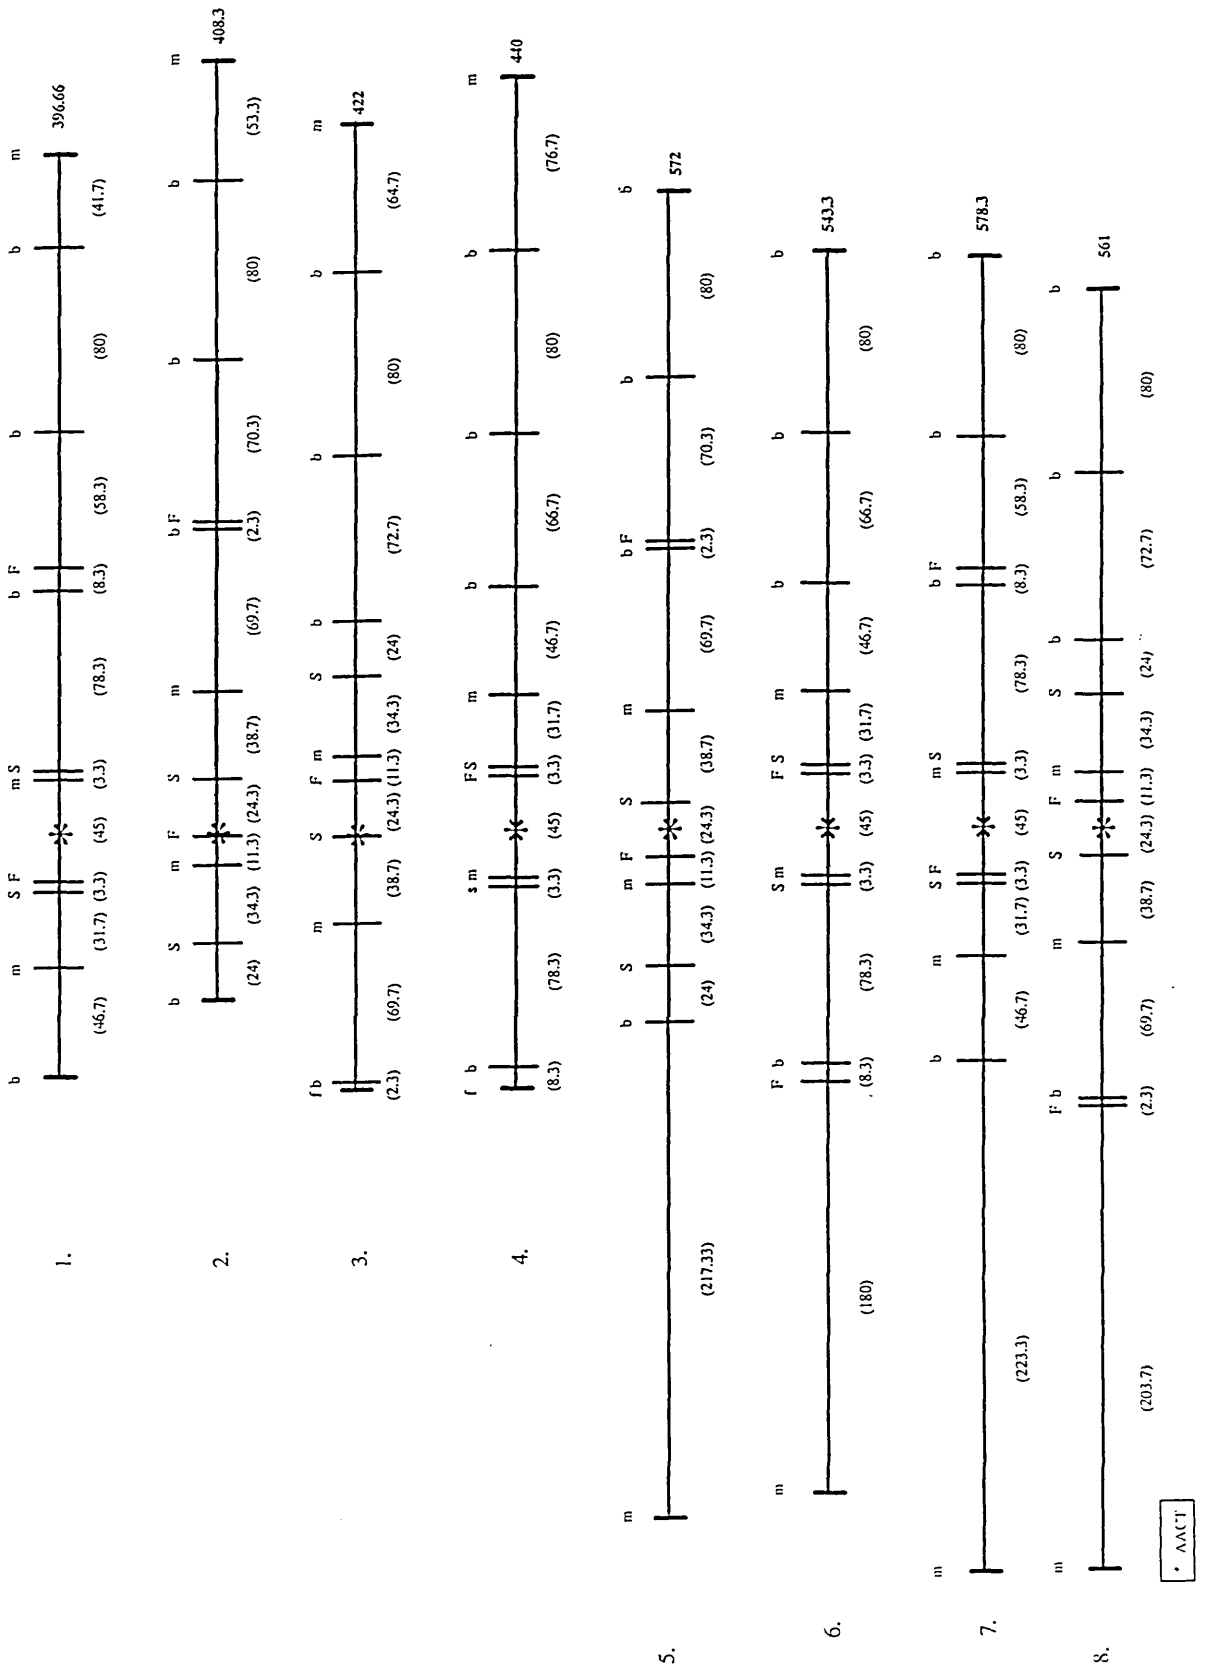 b m S F m S b F b b m
1. 396.66
(46.7) (31.7) (3.3) (45) (3.3) (78.3) (8.3) (58.3) (80) (41.7)
b S m F S m b F b b m
2. 408.3
(24) (34.3) (11.3) (24.3) (38.7) (69.7) (2.3) (70.3) (80) (53.3)
f b m S F m S b b b m
3. 422
(2.3) (69.7) (38.7) (24.3) (11.3) (34.3) (24) (72.7) (80) (64.7)
f b s m F S m b b b m
4. 440
(8.3) (78.3) (3.3) (45) (3.3) (31.7) (46.7) (66.7) (80) (76.7)
m b S m F S m b F b b
5. 572
(217.33) (24) (34.3) (11.3) (24.3) (38.7) (69.7) (2.3) (70.3) (80)
m F b S m F S m b b b
6. 543.3
(180) (8.3) (78.3) (3.3) (45) (3.3) (31.7) (46.7) (66.7) (80)
m b m S F m S b F b b
7. 578.3
(223.3) (46.7) (31.7) (3.3) (45) (3.3) (78.3) (8.3) (58.3) (80)
m F b m S F m S b b b
8. 561
(203.7) (2.3) (69.7) (38.7) (24.3) (11.3) (34.3) (24) (72.7) (80)
* AACT